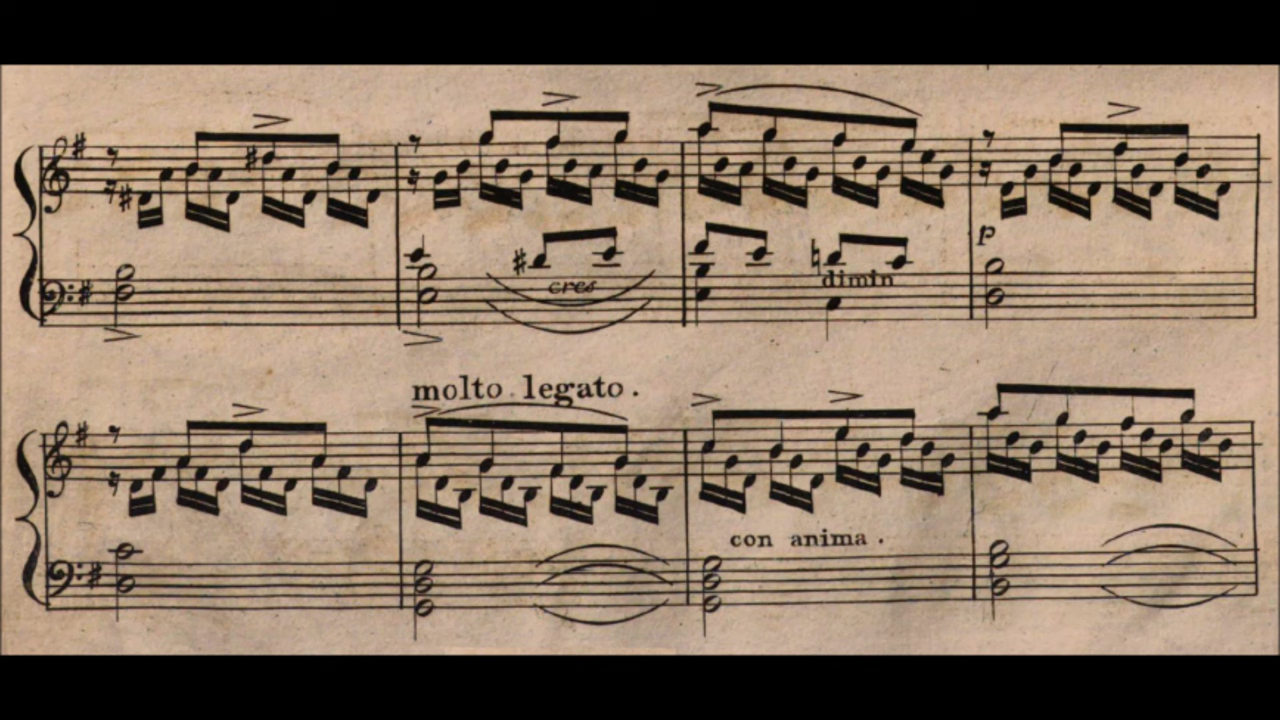 cres
dimin
p
molto legato.
con anima.